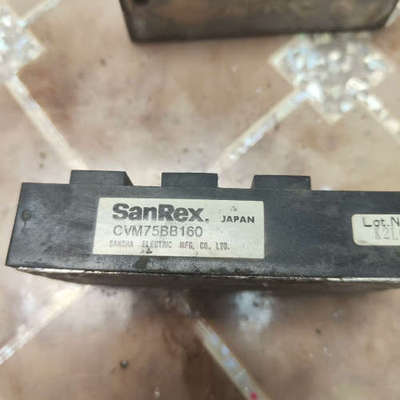 SanRex. JAPAN
CVM75BB160
SANSHA ELECTRIC MFG. CO., LTD.
Lot.N